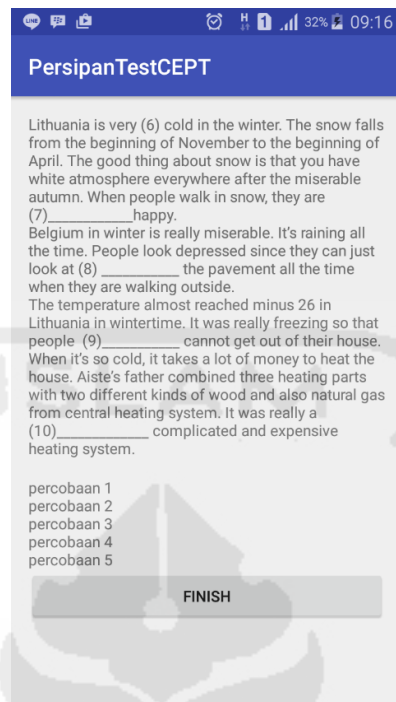 32% 09:16
PersipanTestCEPT
Lithuania is very (6) cold in the winter. The snow falls
from the beginning of November to the beginning of
April. The good thing about snow is that you have
white atmosphere everywhere after the miserable
autumn. When people walk in snow, they are
(7)____________happy.
Belgium in winter is really miserable. It's raining all
the time. People look depressed since they can just
look at (8) ___________ the pavement all the time
when they are walking outside.
The temperature almost reached minus 26 in
Lithuania in wintertime. It was really freezing so that
people  (9)___________ cannot get out of their house.
When it's so cold, it takes a lot of money to heat the
house. Aiste's father combined three heating parts
with two different kinds of wood and also natural gas
from central heating system. It was really a
(10)_____________ complicated and expensive
heating system.
percobaan 1
percobaan 2
percobaan 3
percobaan 4
percobaan 5
FINISH